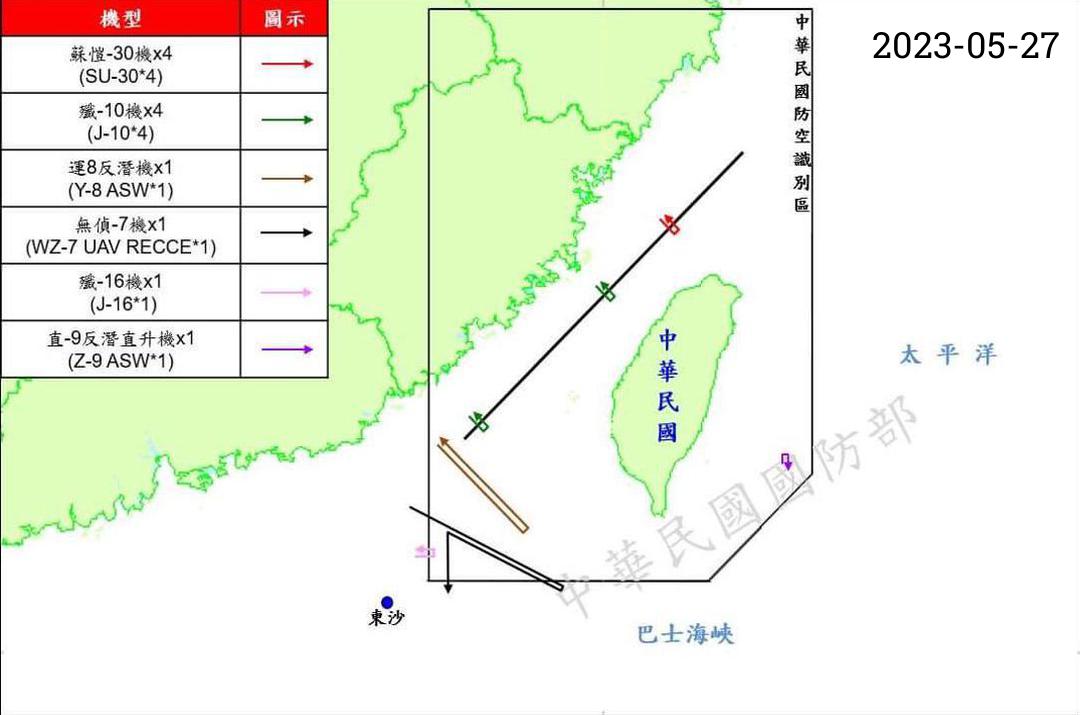 機型 圖示
蘇愷-30機x4
(SU-30*4)
殲-10機x4
(J-10*4)
運8反潛機x1
(Y-8 ASW*1)
無偵-7機x1
(WZ-7 UAV RECCE*1)
殲-16機x1
(J-16*1)
直-9反潛直升機x1
(Z-9 ASW*1)
2023-05-27
中華民國防空識別區
中華民國
太平洋
中華民國國防部
東沙
巴士海峽